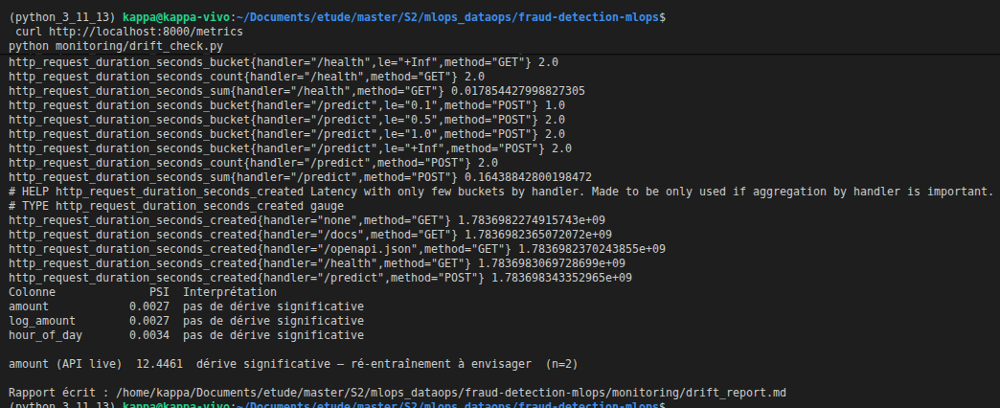 (python_3_11_13) kappa@kappa-vivo:~/Documents/etude/master/S2/mlops_dataops/fraud-detection-mlops$
 curl http://localhost:8000/metrics
python monitoring/drift_check.py
http_request_duration_seconds_bucket{handler="/health",le="+Inf",method="GET"} 2.0
http_request_duration_seconds_count{handler="/health",method="GET"} 2.0
http_request_duration_seconds_sum{handler="/health",method="GET"} 0.017854427998827305
http_request_duration_seconds_bucket{handler="/predict",le="0.1",method="POST"} 1.0
http_request_duration_seconds_bucket{handler="/predict",le="0.5",method="POST"} 2.0
http_request_duration_seconds_bucket{handler="/predict",le="1.0",method="POST"} 2.0
http_request_duration_seconds_bucket{handler="/predict",le="+Inf",method="POST"} 2.0
http_request_duration_seconds_count{handler="/predict",method="POST"} 2.0
http_request_duration_seconds_sum{handler="/predict",method="POST"} 0.16438842800198472
# HELP http_request_duration_seconds_created Latency with only few buckets by handler. Made to be only used if aggregation by handler is important.
# TYPE http_request_duration_seconds_created gauge
http_request_duration_seconds_created{handler="none",method="GET"} 1.7836982274915743e+09
http_request_duration_seconds_created{handler="/docs",method="GET"} 1.7836982365072072e+09
http_request_duration_seconds_created{handler="/openapi.json",method="GET"} 1.7836982370243855e+09
http_request_duration_seconds_created{handler="/health",method="GET"} 1.7836983069728699e+09
http_request_duration_seconds_created{handler="/predict",method="POST"} 1.783698343352965e+09
Colonne              PSI  Interprétation
amount            0.0027  pas de dérive significative
log_amount        0.0027  pas de dérive significative
hour_of_day       0.0034  pas de dérive significative
amount (API live)  12.4461  dérive significative — ré-entraînement à envisager  (n=2)
Rapport écrit : /home/kappa/Documents/etude/master/S2/mlops_dataops/fraud-detection-mlops/monitoring/drift_report.md
(python_3_11_13) kappa@kappa-vivo:~/Documents/etude/master/S2/mlops_dataops/fraud-detection-mlops$